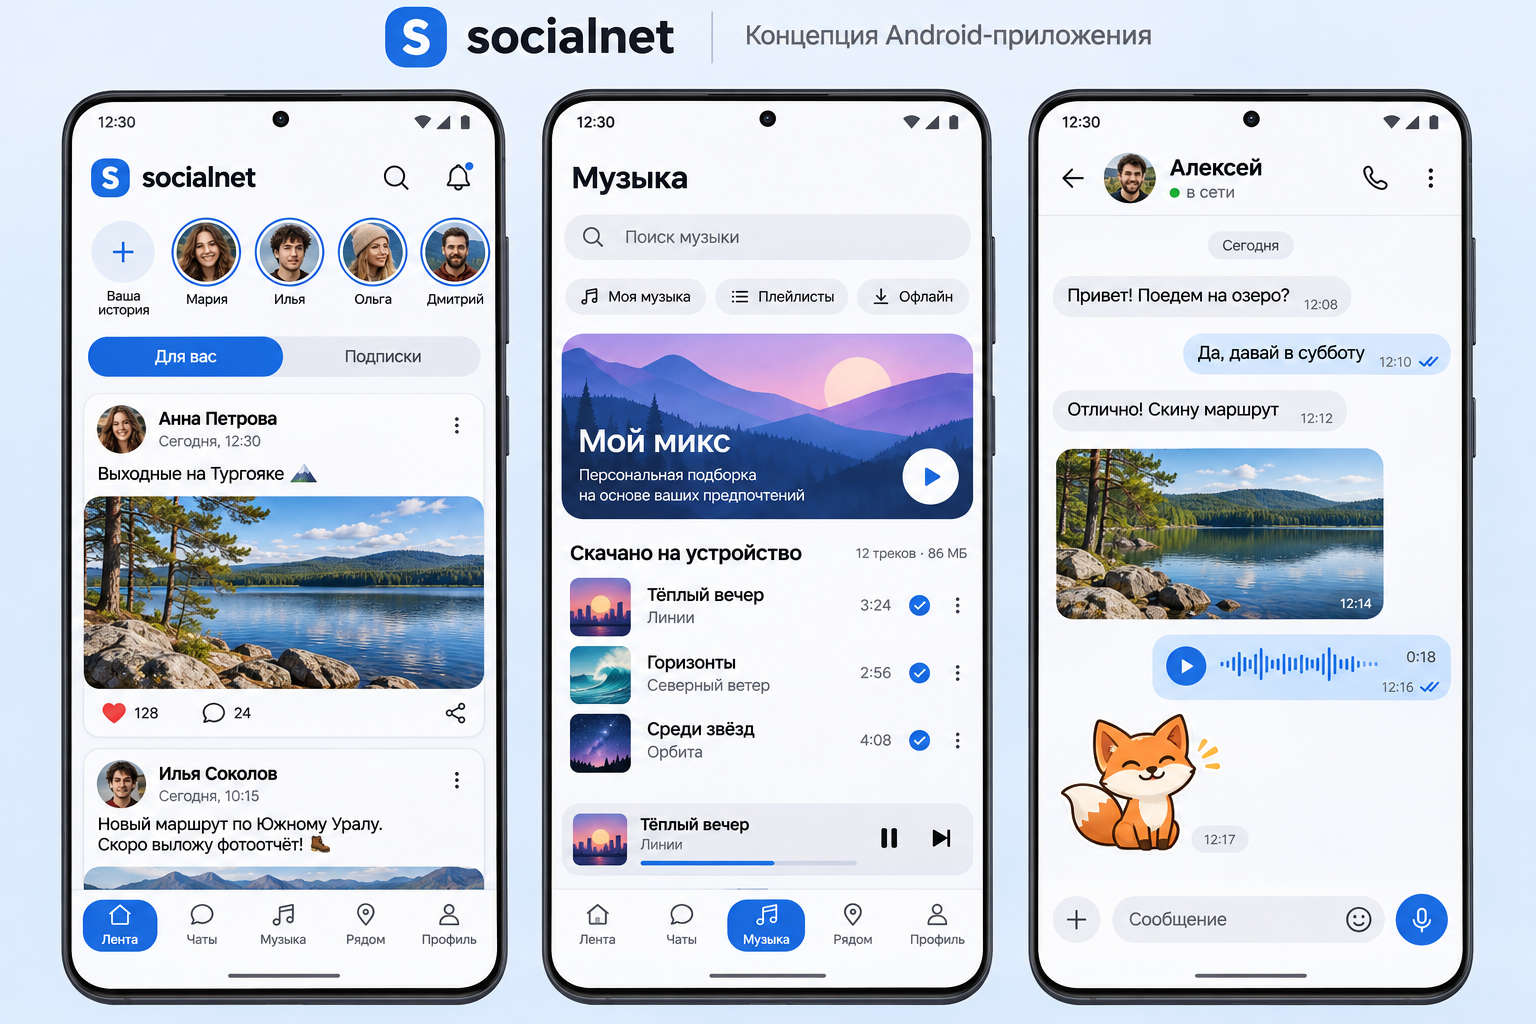 S socialnet
Концепция Android-приложения
12:30
S socialnet
Ваша
история
Мария
Илья
Ольга
Дмитрий
Для вас
Подписки
Анна Петрова
Сегодня, 12:30
Выходные на Тургояке
128
24
Илья Соколов
Сегодня, 10:15
Новый маршрут по Южному Уралу.
Скоро выложу фотоотчёт!
Лента
Чаты
Музыка
Рядом
Профиль
12:30
Музыка
Поиск музыки
Моя музыка
Плейлисты
Офлайн
Мой микс
Персональная подборка
на основе ваших предпочтений
Скачано на устройство
12 треков · 86 МБ
Тёплый вечер
Линии
3:24
Горизонты
Северный ветер
2:56
Среди звёзд
Орбита
4:08
Тёплый вечер
Линии
Лента
Чаты
Музыка
Рядом
Профиль
12:30
Алексей
в сети
Сегодня
Привет! Поедем на озеро? 12:08
Да, давай в субботу 12:10
Отлично! Скину маршрут 12:12
12:14
0:18
12:16
12:17
Сообщение